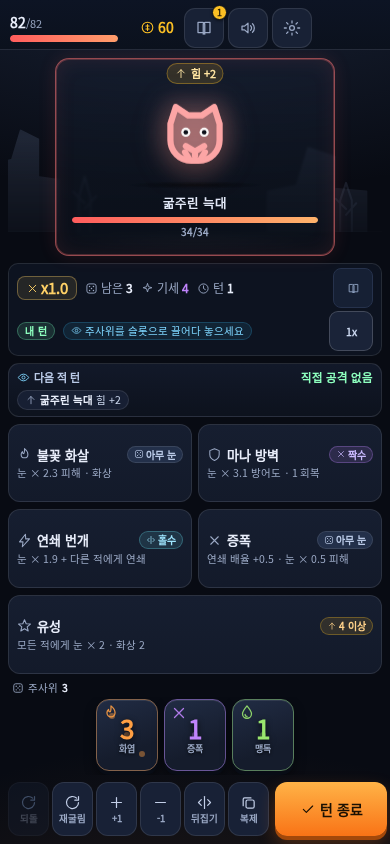 82/82
60
1
힘 +2
굶주린 늑대
34/34
x1.0 남은 3 기세 4 턴 1
내 턴 주사위를 슬롯으로 끌어다 놓으세요 1x
다음 적 턴 직접 공격 없음
굶주린 늑대 힘 +2
불꽃 화살 아무 눈
눈 × 2.3 피해 · 화상
마나 방벽 짝수
눈 × 3.1 방어도 · 1 회복
연쇄 번개 홀수
눈 × 1.9 + 다른 적에게 연쇄
증폭 아무 눈
연쇄 배율 +0.5 · 눈 × 0.5 피해
유성 4 이상
모든 적에게 눈 × 2 · 화상 2
주사위 3
3 1 1
화염 증폭 맹독
되돌 재굴림 +1 -1 뒤집기 복제 턴 종료